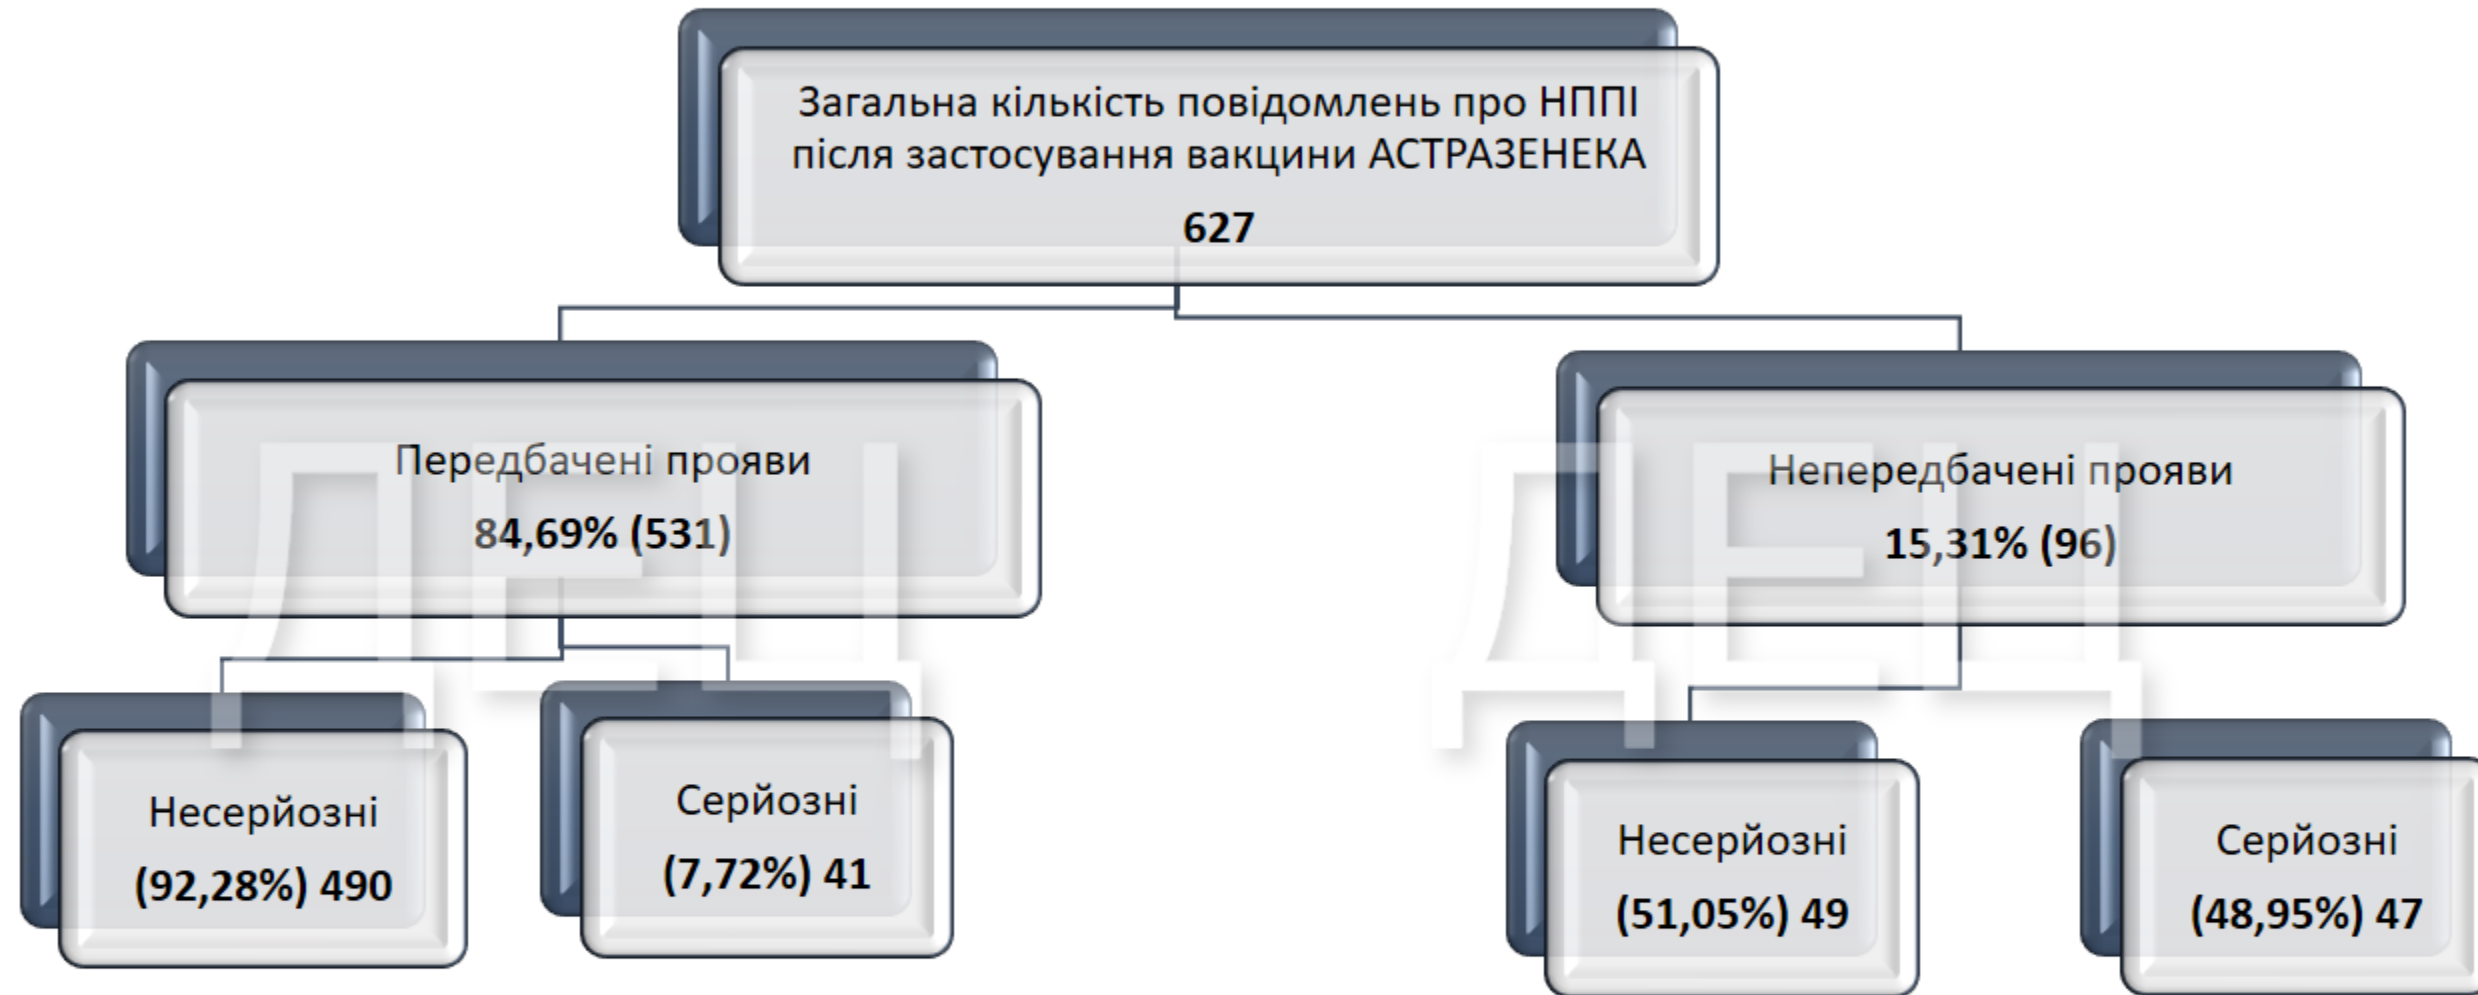 Загальна кількість повідомлень про НППІ
після застосування вакцини АСТРАЗЕНЕКА
627
Передбачені прояви
84,69% (531)
Непередбачені прояви
15,31% (96)
Несерйозні
(92,28%) 490
Серйозні
(7,72%) 41
Несерйозні
(51,05%) 49
Серйозні
(48,95%) 47
ДЕЦ
ДЕЦ